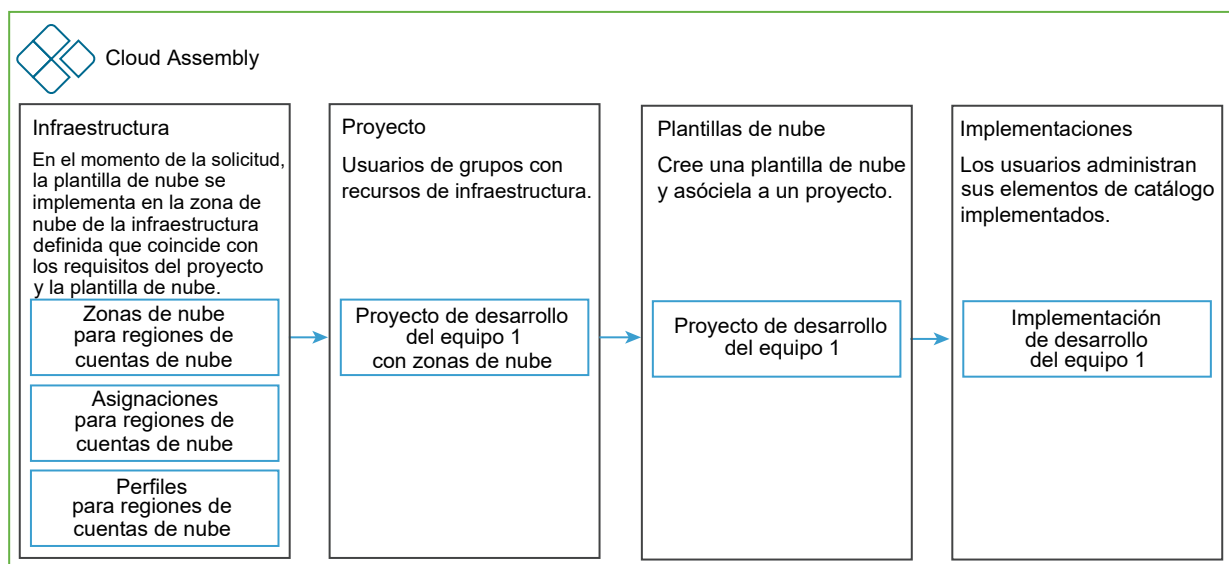 Cloud Assembly
Infraestructura
En el momento de la solicitud,
la plantilla de nube se
implementa en la zona de
nube de la infraestructura
definida que coincide con
los requisitos del proyecto
y la plantilla de nube.
Zonas de nube
para regiones de
cuentas de nube
Asignaciones
para regiones de
cuentas de nube
Perfiles
para regiones de
cuentas de nube
Proyecto
Usuarios de grupos con
recursos de infraestructura.
Proyecto de desarrollo
del equipo 1
con zonas de nube
Plantillas de nube
Cree una plantilla de nube
y asóciela a un proyecto.
Proyecto de desarrollo
del equipo 1
Implementaciones
Los usuarios administran
sus elementos de catálogo
implementados.
Implementación
de desarrollo
del equipo 1